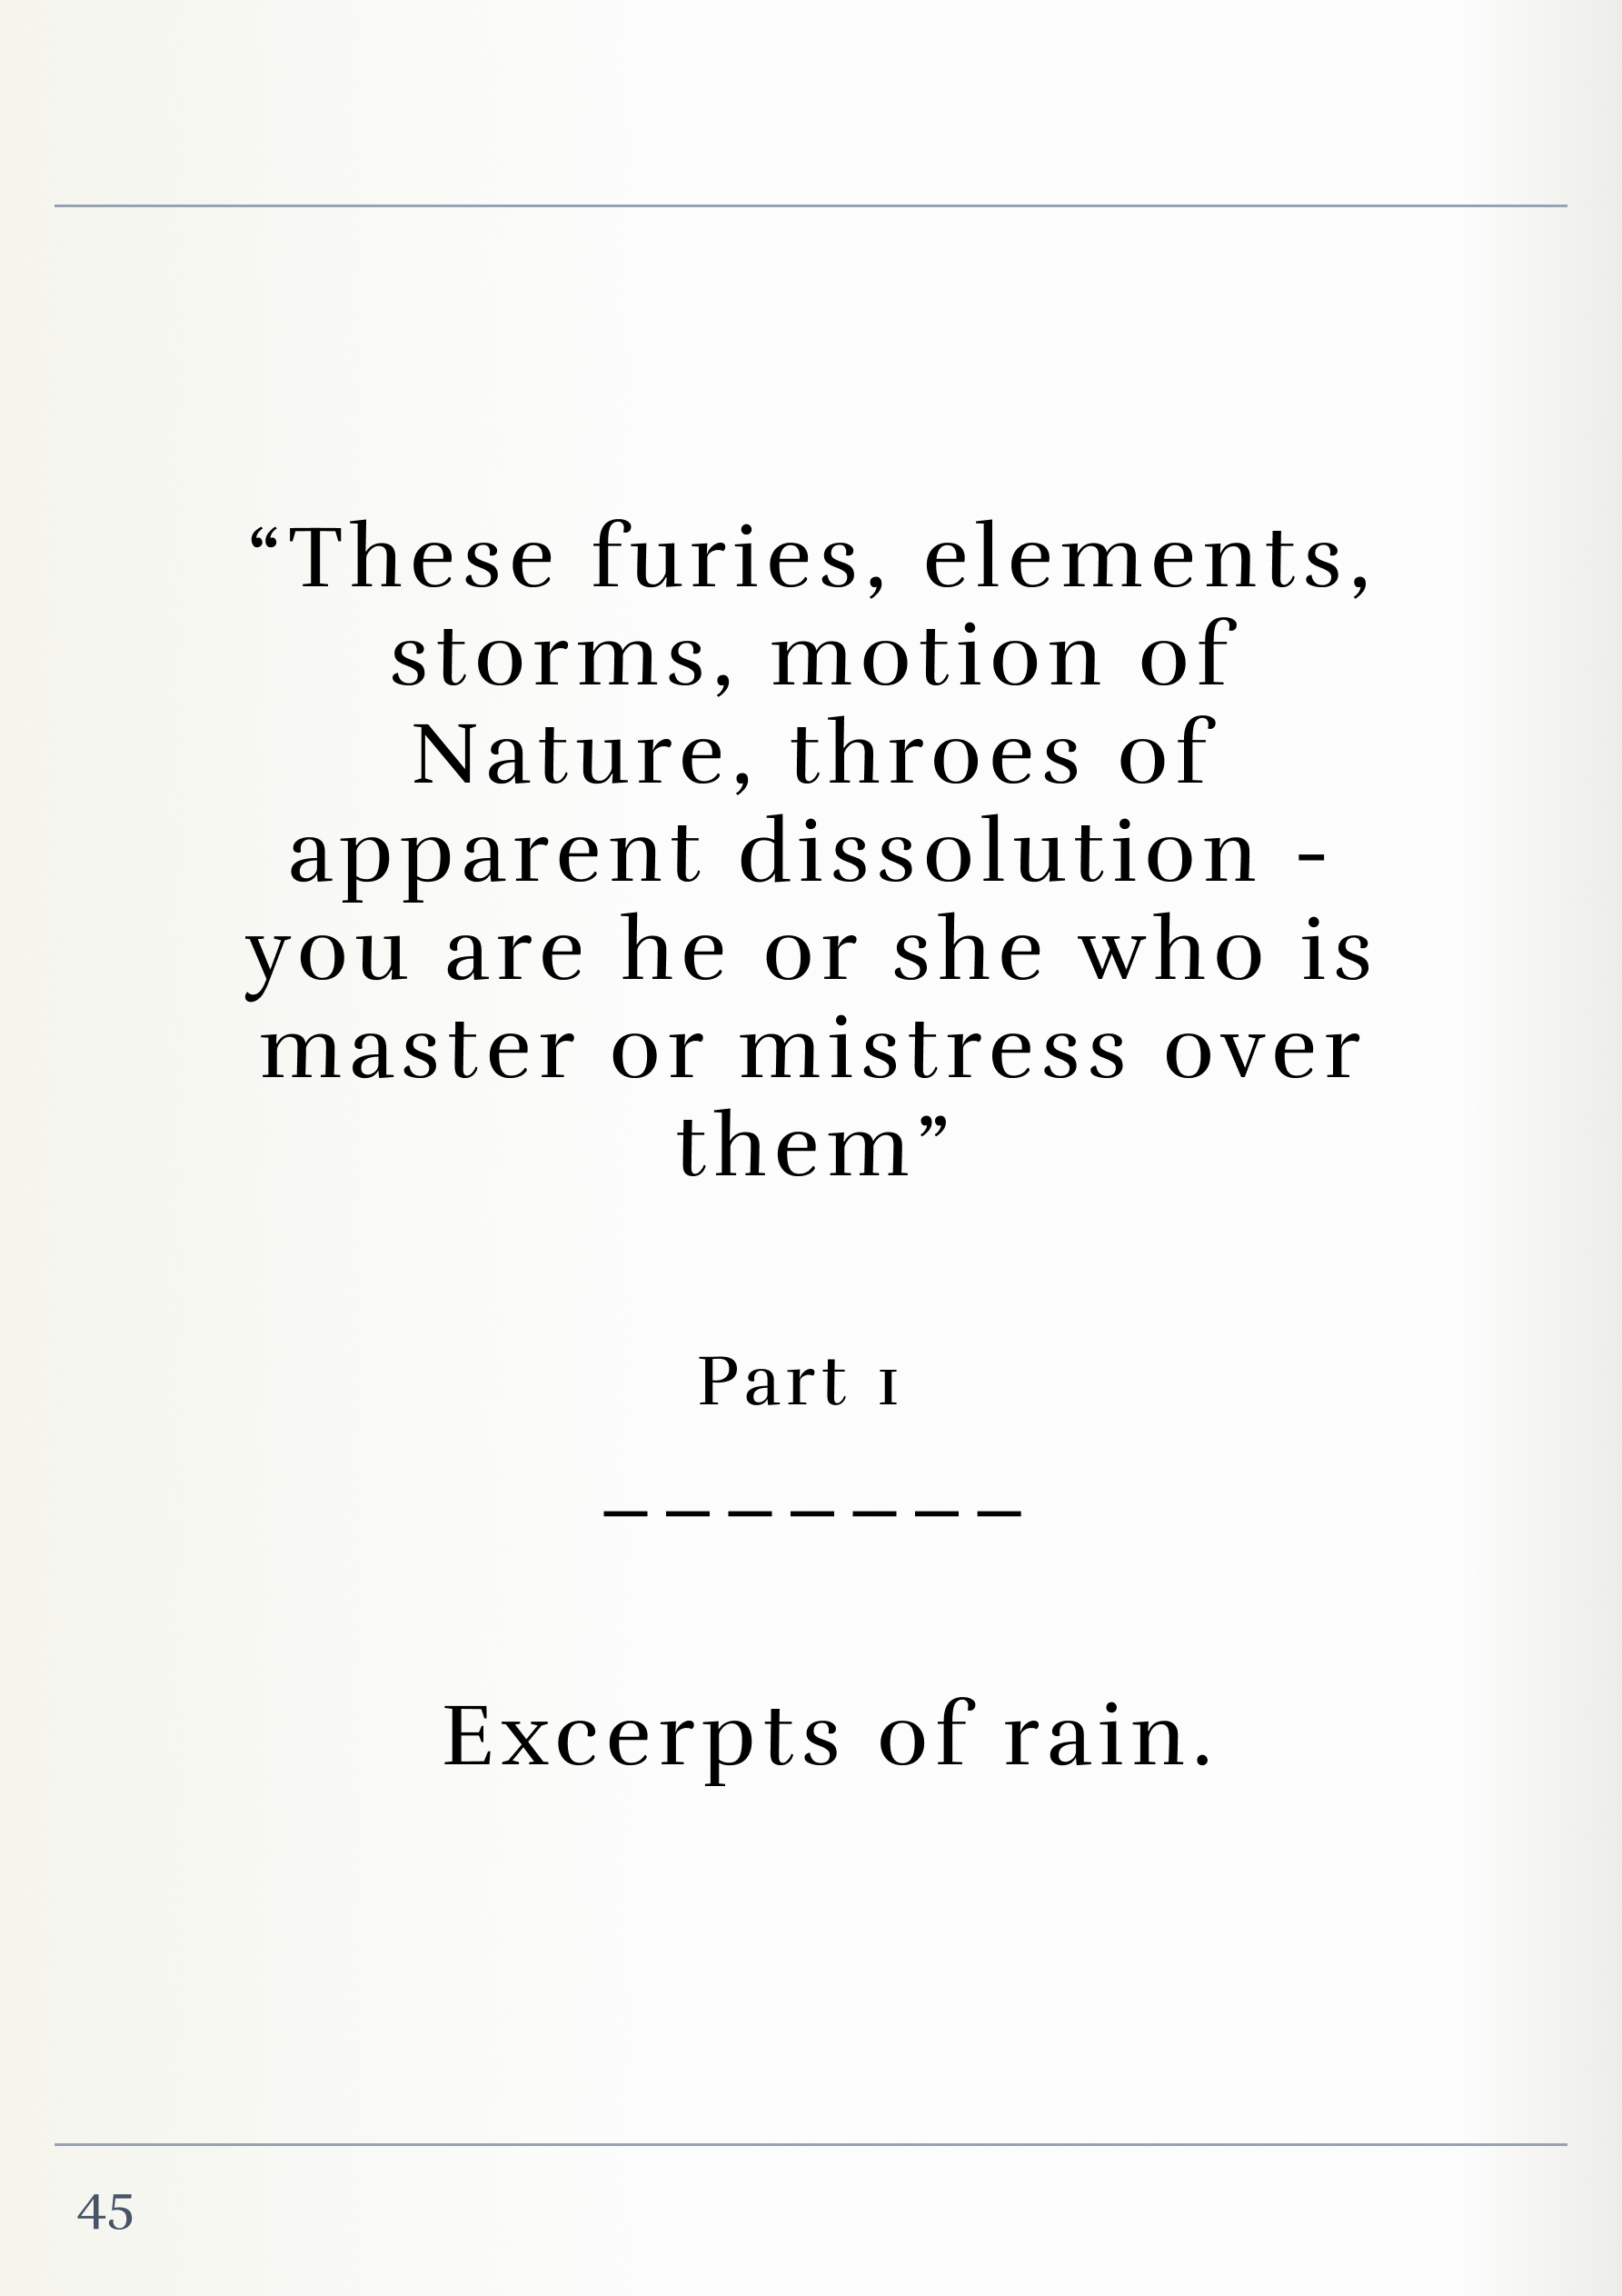 “These furies, elements,
storms, motion of
Nature, throes of
apparent dissolution -
you are he or she who is
master or mistress over
them”
Part 1
– – – – – – –
Excerpts of rain.
45